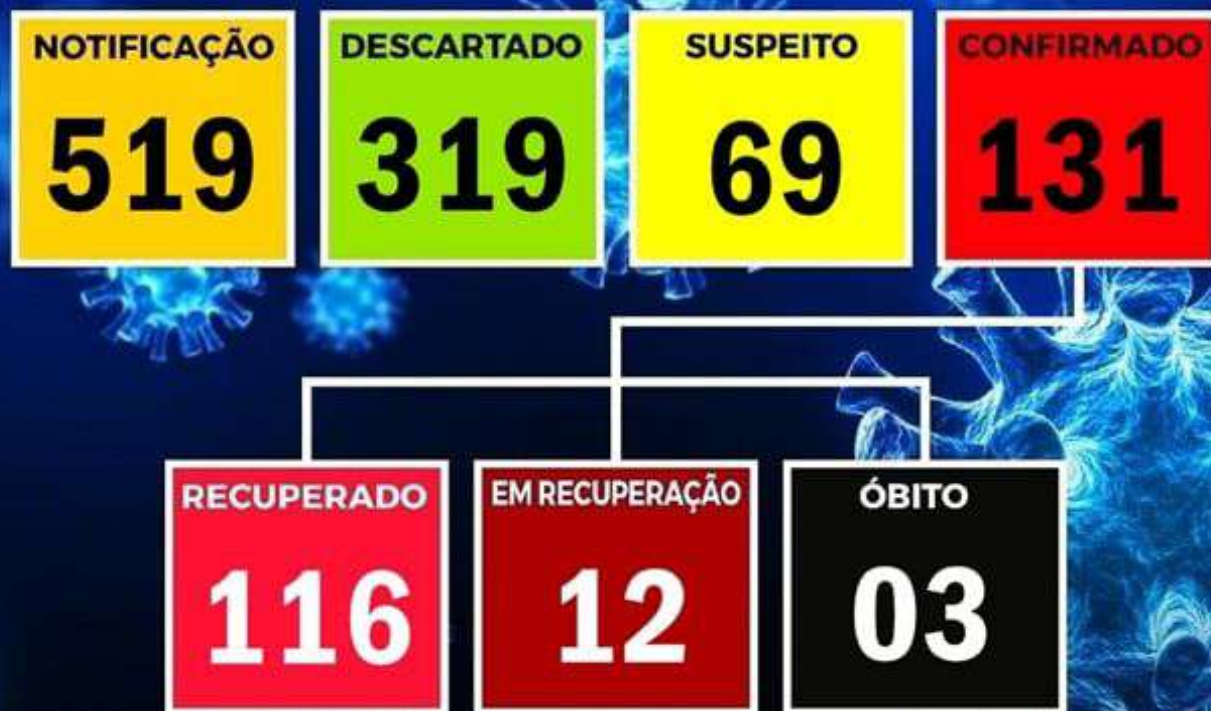 NOTIFICAÇÃO
519
DESCARTADO
319
SUSPEITO
69
CONFIRMADO
131
RECUPERADO
116
EM RECUPERAÇÃO
12
ÓBITO
03